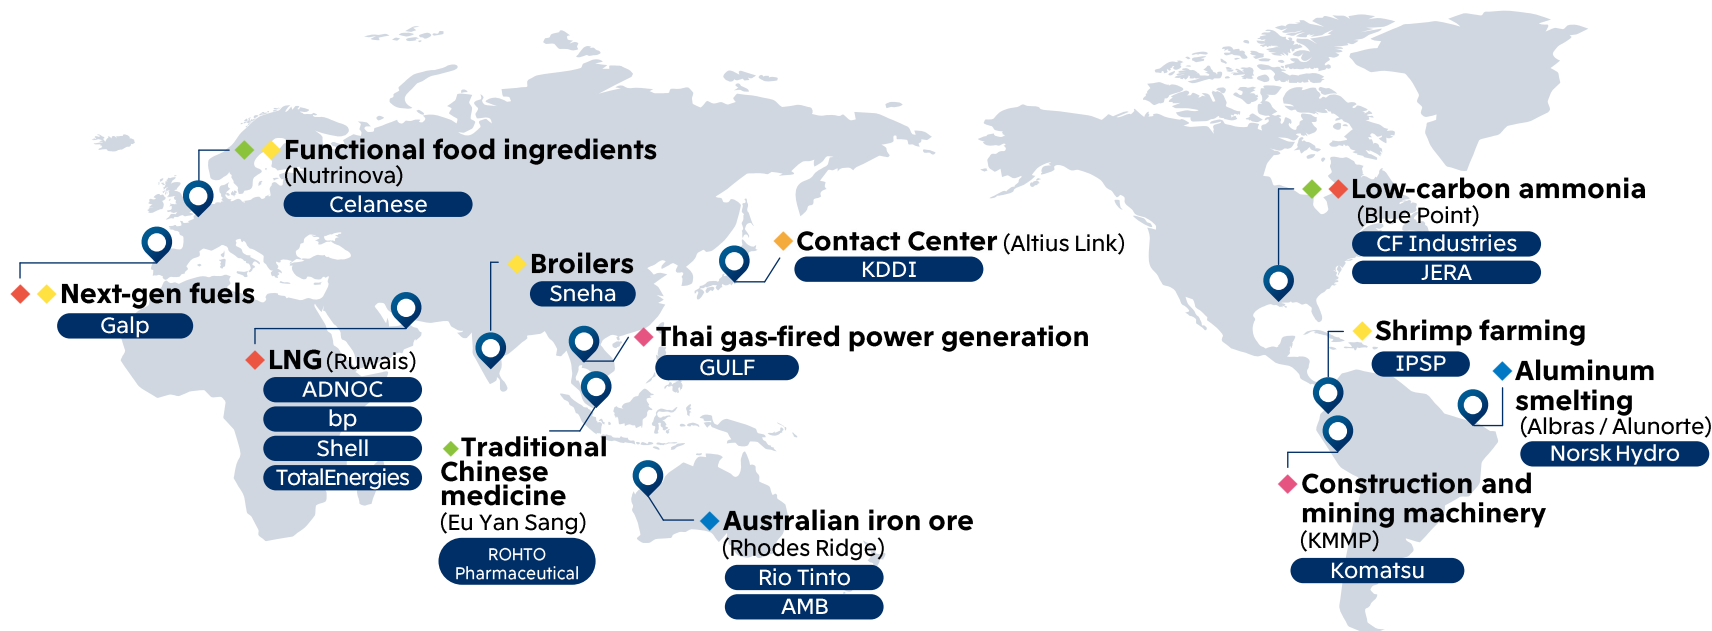 Functional food ingredients
(Nutrinova)
Celanese
Next-gen fuels
Galp
LNG (Ruwais)
ADNOC
bp
Shell
TotalEnergies
Broilers
Sneha
Contact Center (Altius Link)
KDDI
Thai gas-fired power generation
GULF
Traditional
Chinese
medicine
(Eu Yan Sang)
ROHTO
Pharmaceutical
Australian iron ore
(Rhodes Ridge)
Rio Tinto
AMB
Low-carbon ammonia
(Blue Point)
CF Industries
JERA
Shrimp farming
IPSP
Aluminum
smelting
(Albras / Alunorte)
Norsk Hydro
Construction and
mining machinery
(KMMP)
Komatsu